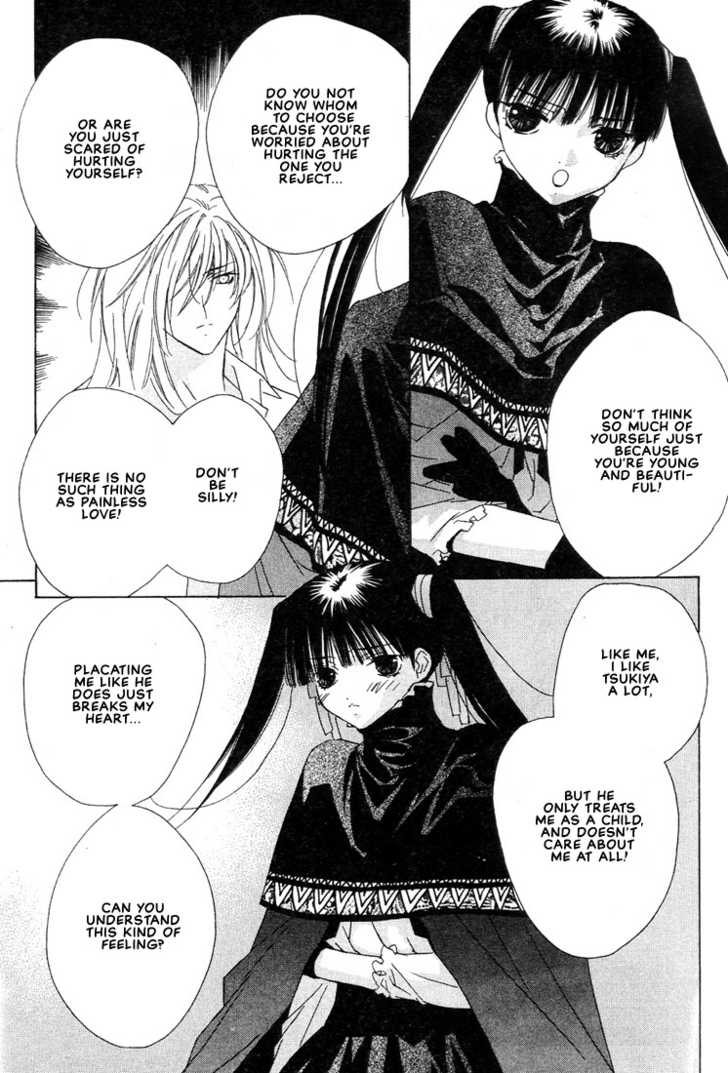 DON'T THINK
SO MUCH OF
YOURSELF JUST
BECAUSE
YOU'RE YOUNG
AND BEAUTI-
FUL!
DO YOU NOT
KNOW WHOM
TO CHOOSE
BECAUSE YOU'RE
WORRIED ABOUT
HURTING THE
ONE YOU
REJECT...
OR ARE
YOU JUST
SCARED OF
HURTING
YOURSELF?
DON'T
BE
SILLY!
THERE IS NO
SUCH THING
AS PAINLESS
LOVE!
LIKE ME,
I LIKE
TSUKIYA
A LOT,
BUT HE
ONLY TREATS
ME AS A CHILD,
AND DOESN'T
CARE ABOUT
ME AT ALL!
PLACATING
ME LIKE HE
DOES JUST
BREAKS MY
HEART...
CAN YOU
UNDERSTAND
THIS KIND OF
FEELING?